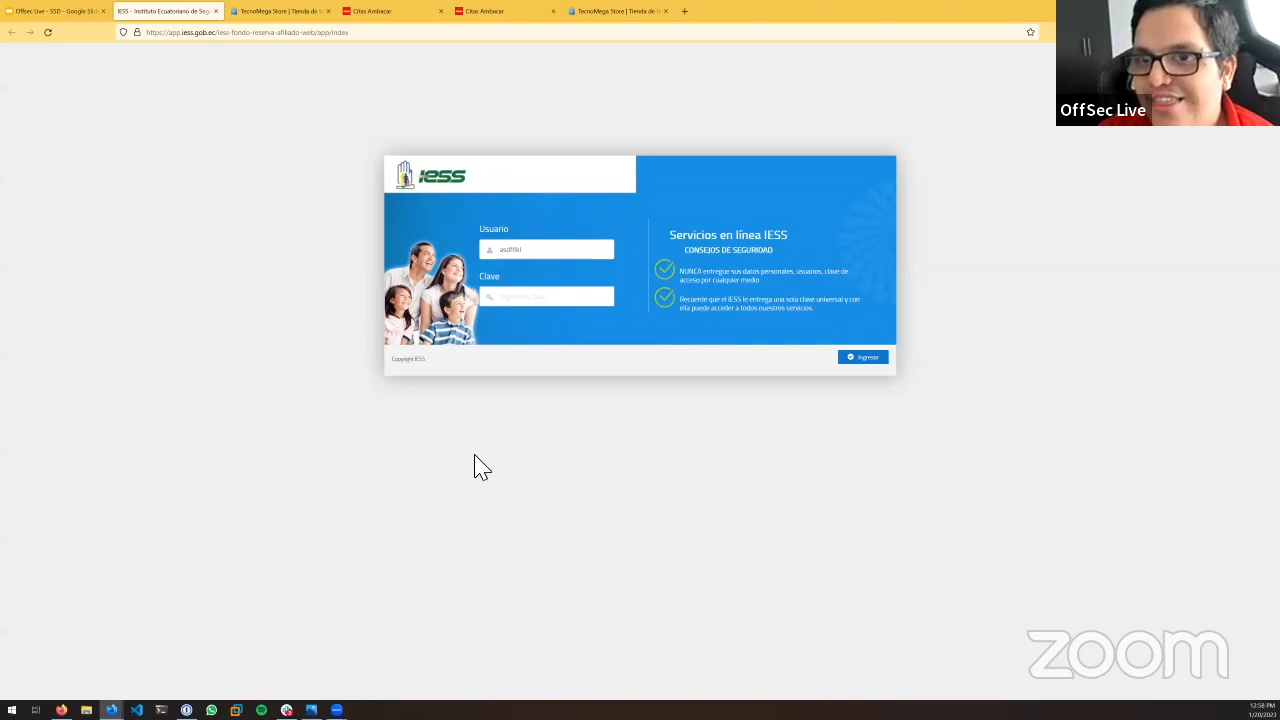 Offsec Live - SSD - Google Slid
IESS - Instituto Ecuatoriano de Seg
TecnoMega Store | Tienda de te
Citas Ambacar
Citas Ambacar
TecnoMega Store | Tienda de te
https://app.iess.gob.ec/iess-fondo-reserva-afiliado-web/app/index
OffSec Live
IESS
Usuario
Clave
Servicios en línea IESS
CONSEJOS DE SEGURIDAD
NUNCA entregue sus datos personales, usuarios, clave de
acceso por cualquier medio
Recuerde que el IESS le entrega una sola clave universal y con
ella puede acceder a todos nuestros servicios.
Copyright IESS
Ingresar
zoom
12:58 PM
1/20/2023